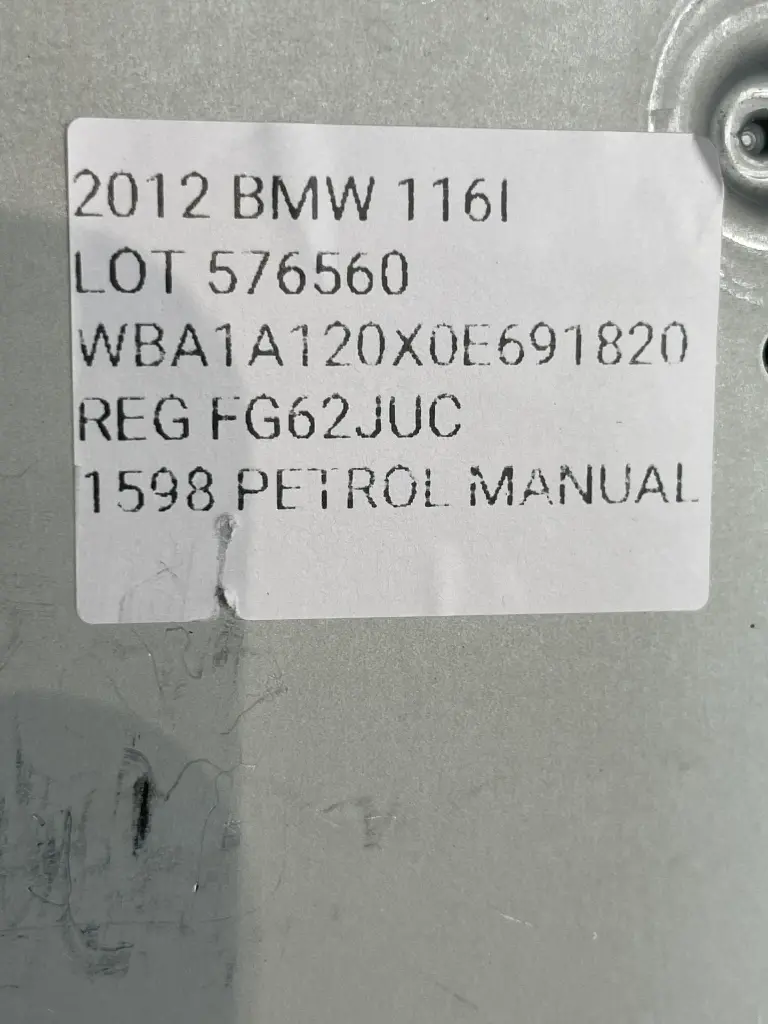 2012 BMW 116I
LOT 576560
WBA1A120X0E691820
REG FG62JUC
1598 PETROL MANUAL